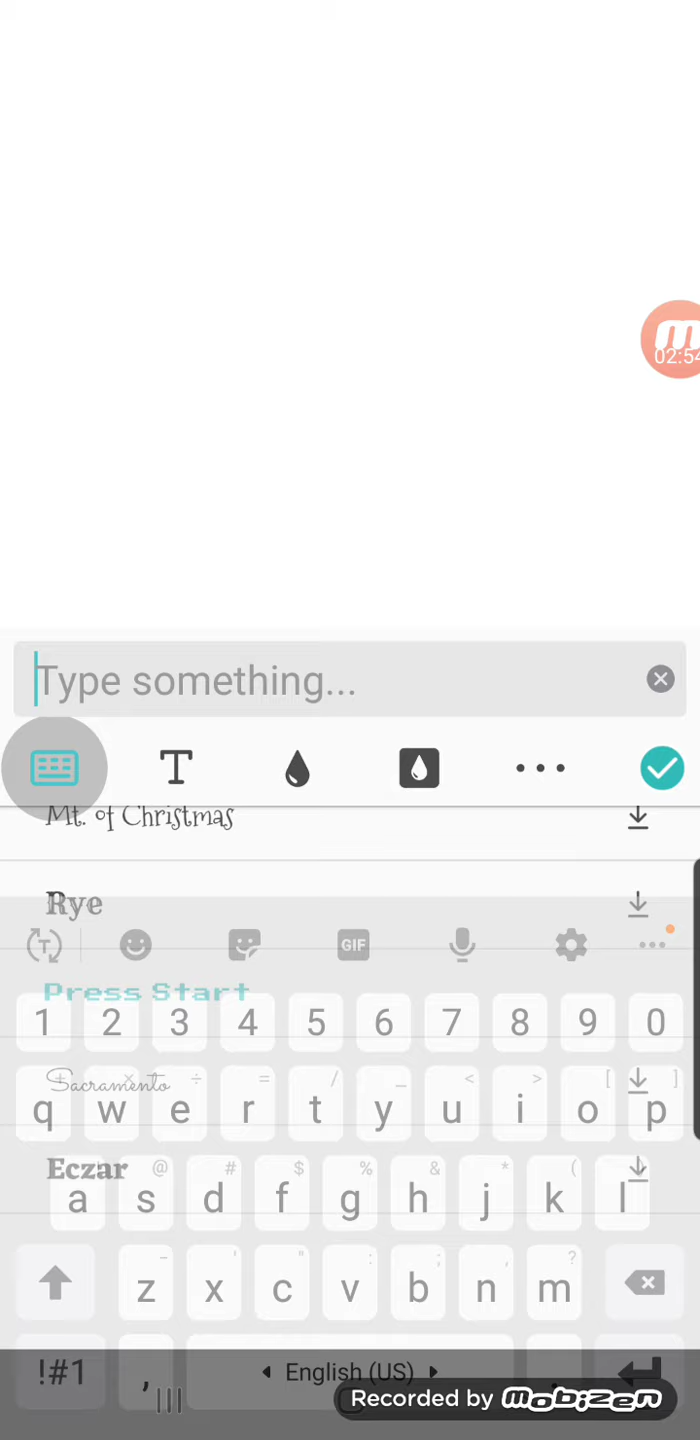 m
02:54
Type something...
T
Mt. of Christmas
Rye
T GIF
Press Start
1 2 3 4 5 6 7 8 9 0
Sacramento
+ × ÷ = / _ < > [ ]
q w e r t y u i o p
Eczar
@ # $ % & * ( )
a s d f g h j k l
- ' " : ; , ?
z x c v b n m
!#1 , English (US) .
Recorded by mobizen